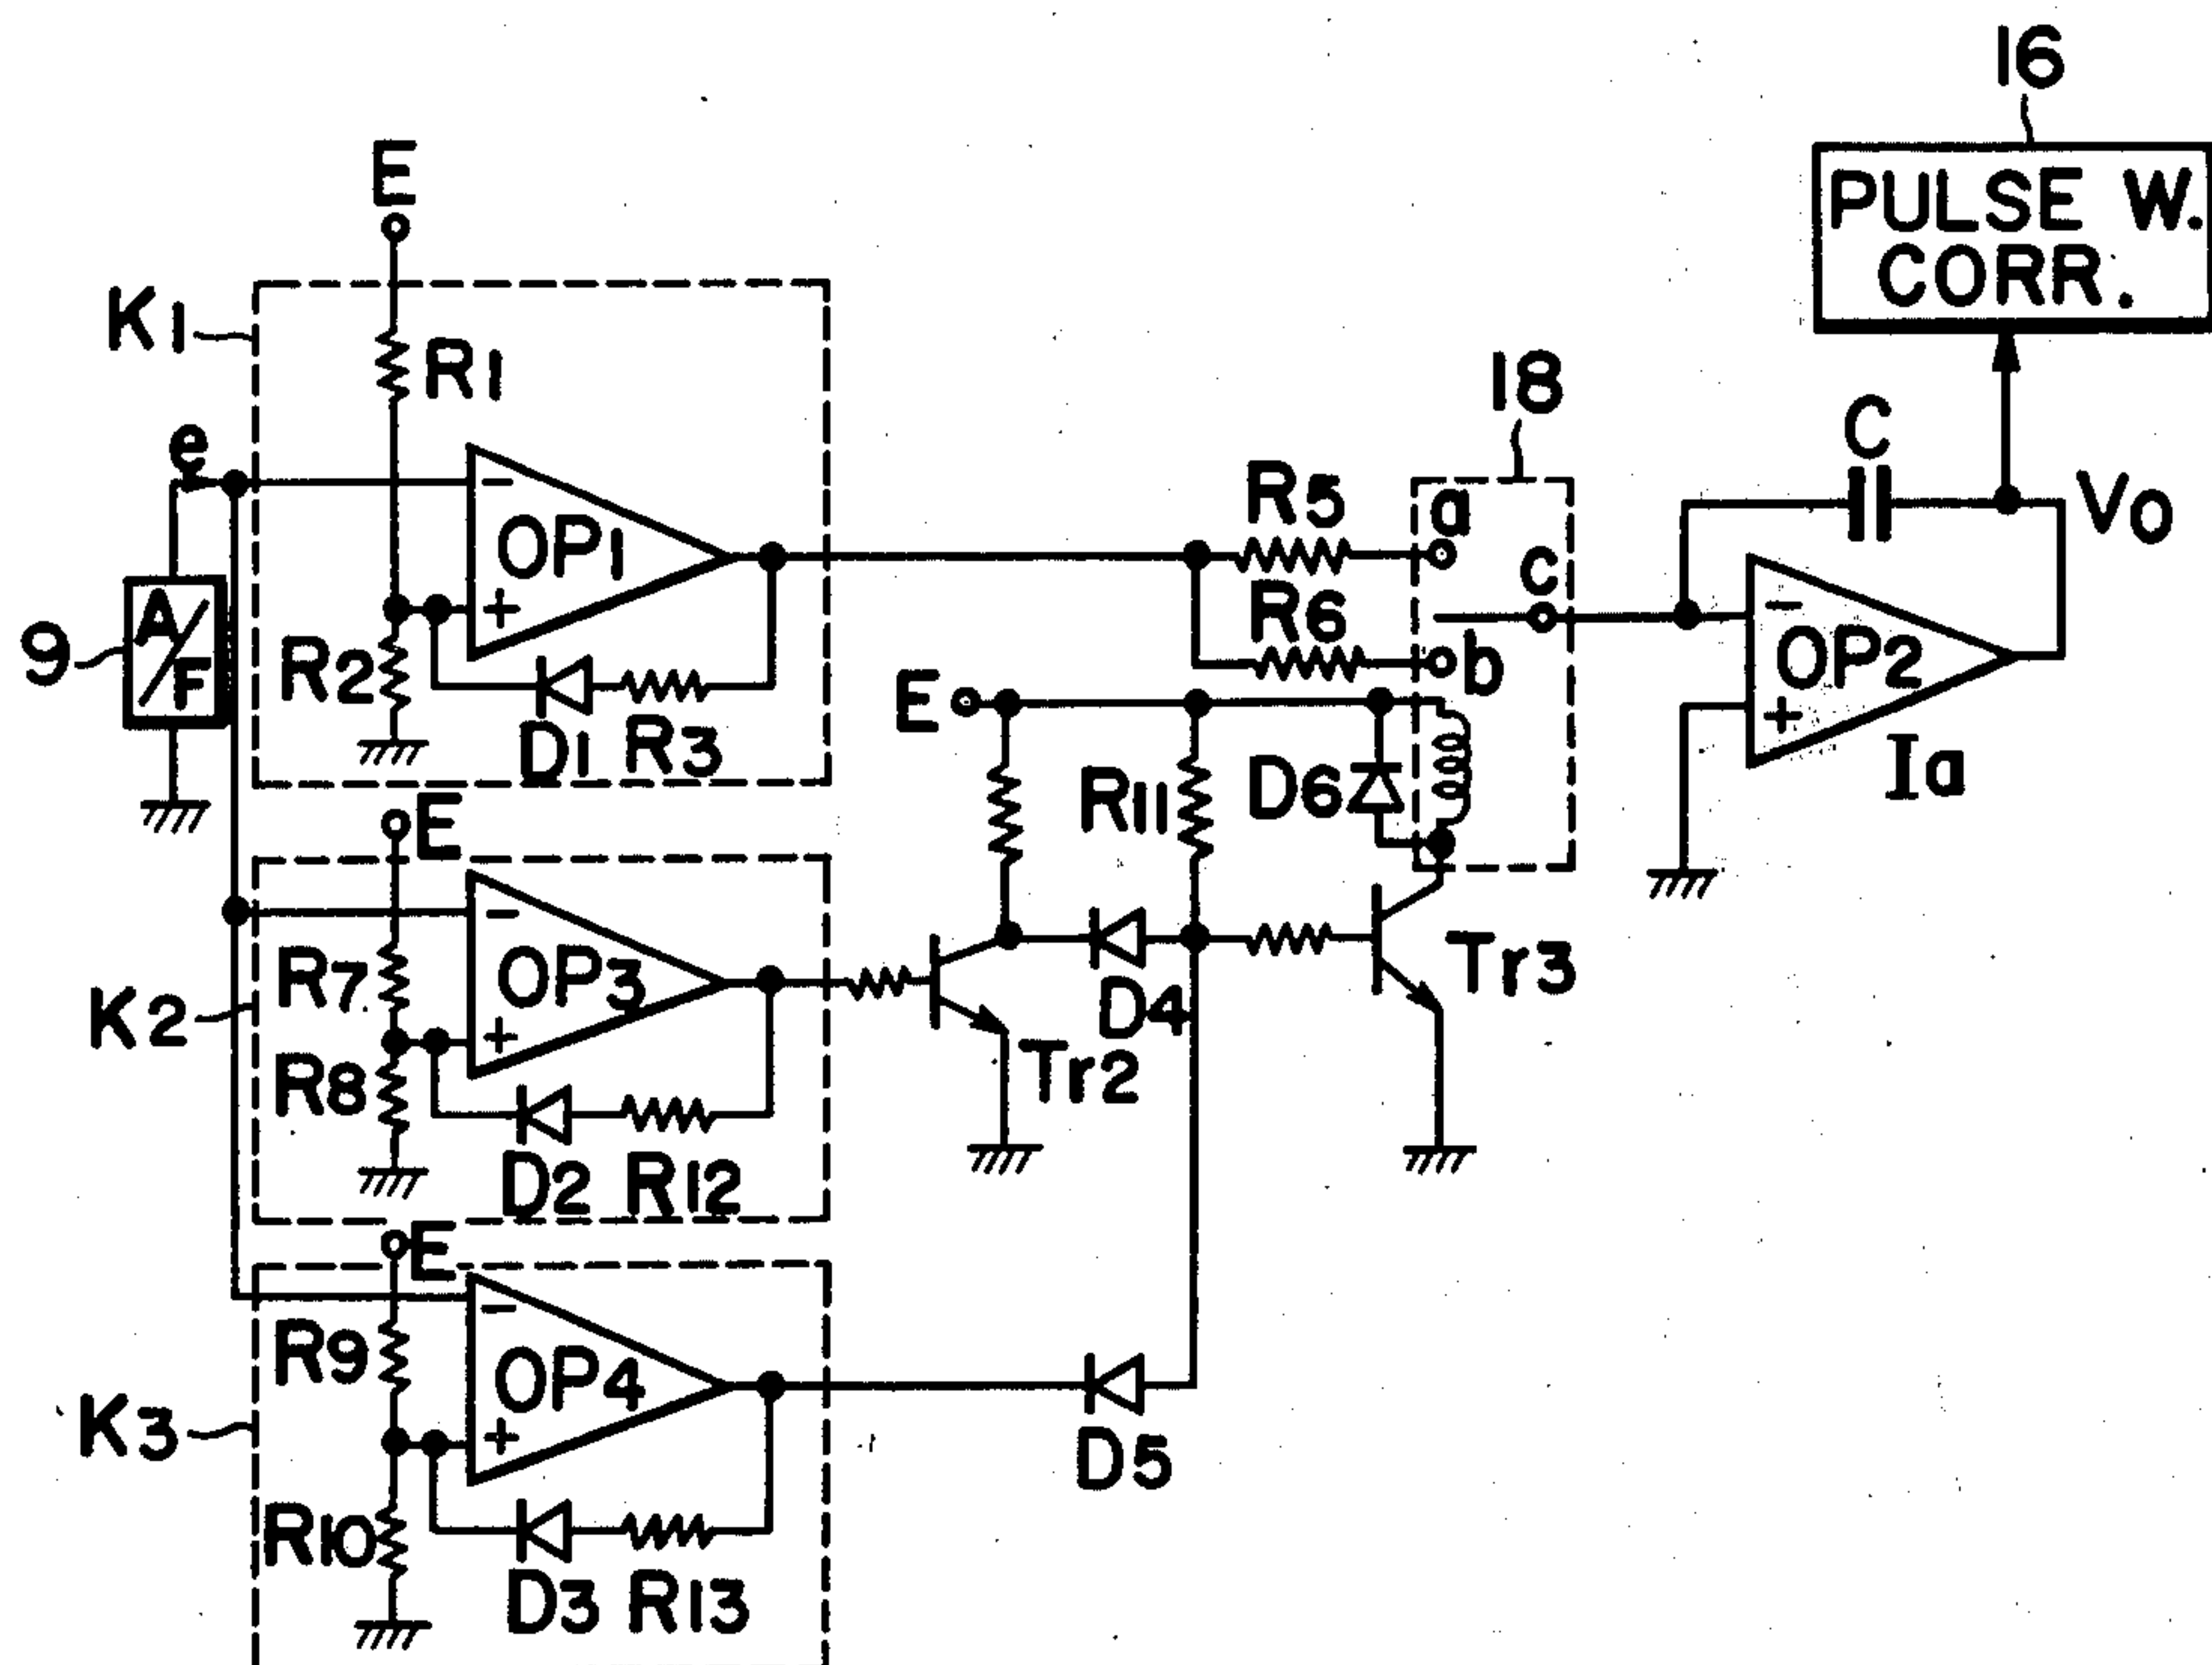 16
PULSE W.
CORR.
E
K1
R1
e
OP1
R2
D1 R3
9
A/F
R5
R6
18
a
c
b
C
Vo
OP2
Ia
E
R11
D6
E
K2
R7
R8
OP3
D2 R12
Tr2
D4
Tr3
E
K3
R9
R10
OP4
D3 R13
D5